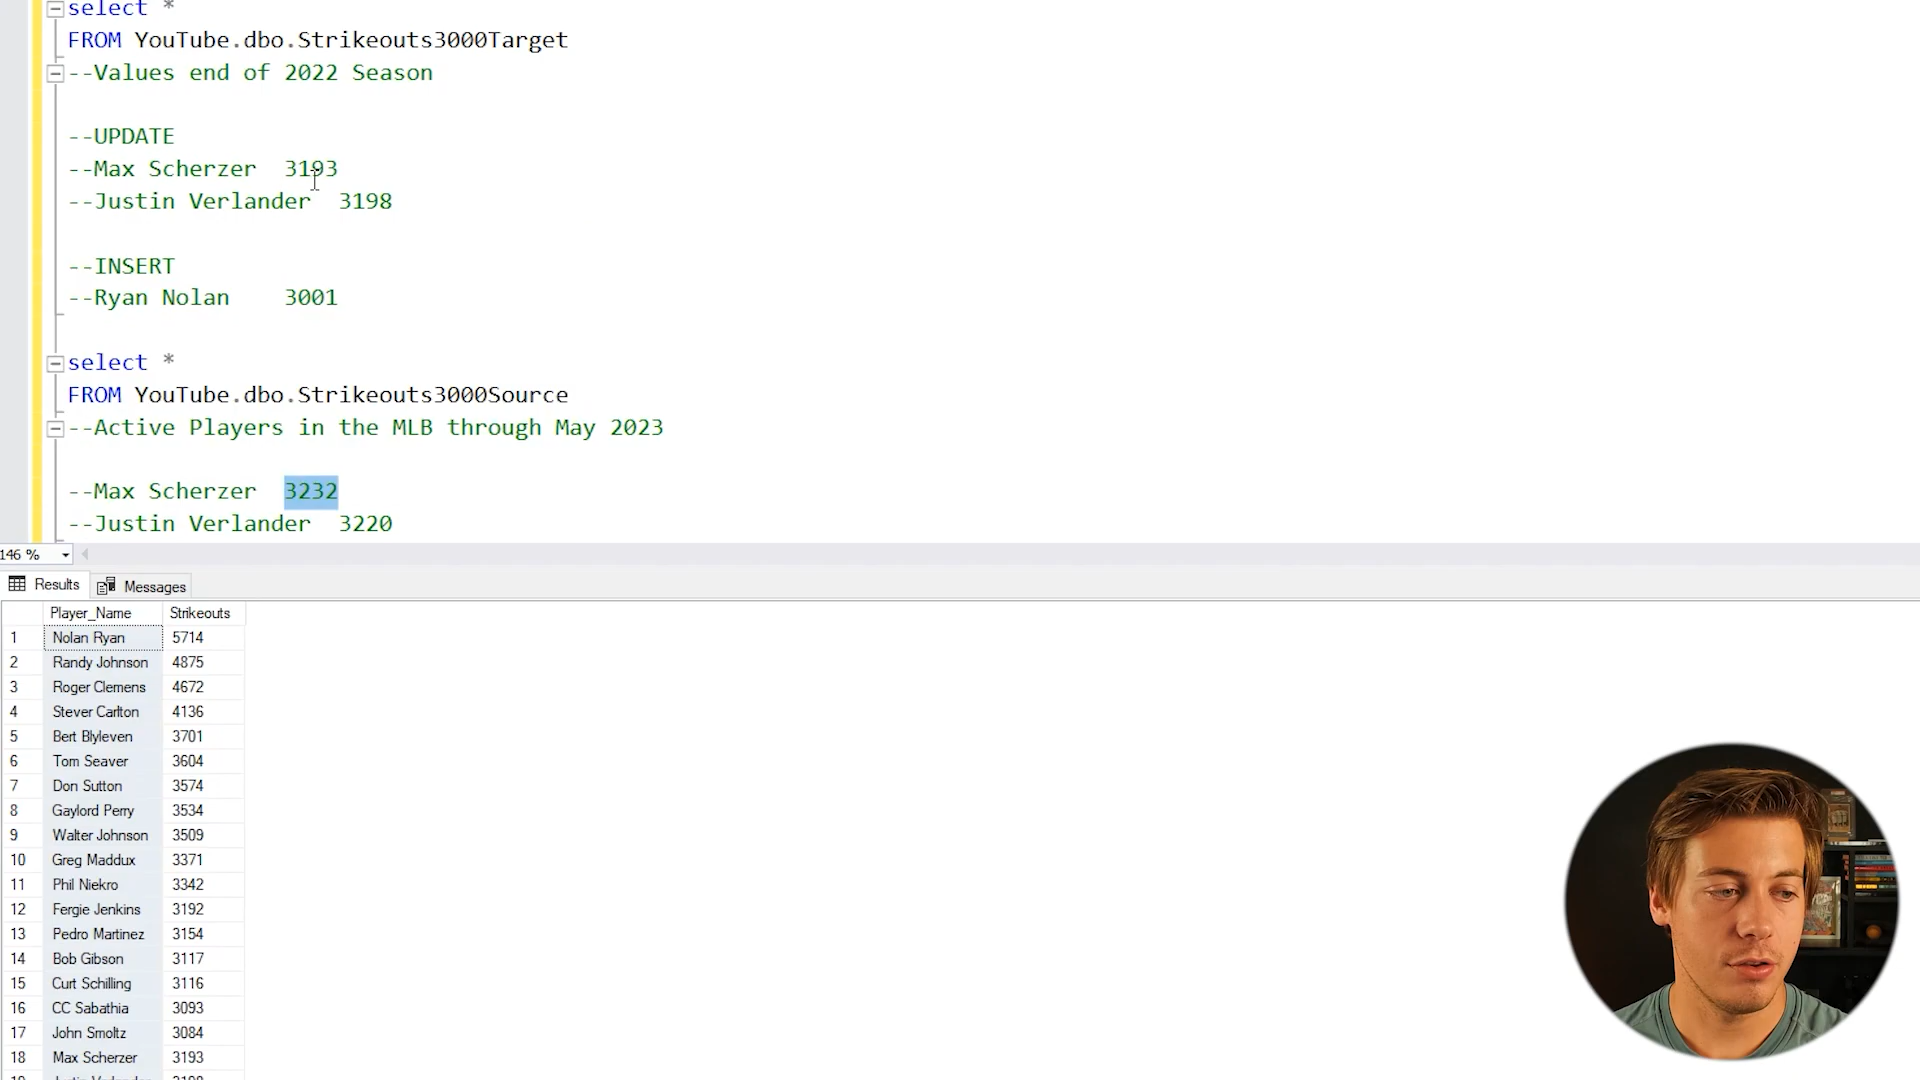 select *
FROM YouTube.dbo.Strikeouts3000Target
--Values end of 2022 Season
--UPDATE
--Max Scherzer  3193
--Justin Verlander  3198
--INSERT
--Ryan Nolan    3001
select *
FROM YouTube.dbo.Strikeouts3000Source
--Active Players in the MLB through May 2023
--Max Scherzer  3232
--Justin Verlander  3220
146 %
Results Messages
Player_Name Strikeouts
1 Nolan Ryan 5714
2 Randy Johnson 4875
3 Roger Clemens 4672
4 Stever Carlton 4136
5 Bert Blyleven 3701
6 Tom Seaver 3604
7 Don Sutton 3574
8 Gaylord Perry 3534
9 Walter Johnson 3509
10 Greg Maddux 3371
11 Phil Niekro 3342
12 Fergie Jenkins 3192
13 Pedro Martinez 3154
14 Bob Gibson 3117
15 Curt Schilling 3116
16 CC Sabathia 3093
17 John Smoltz 3084
18 Max Scherzer 3193